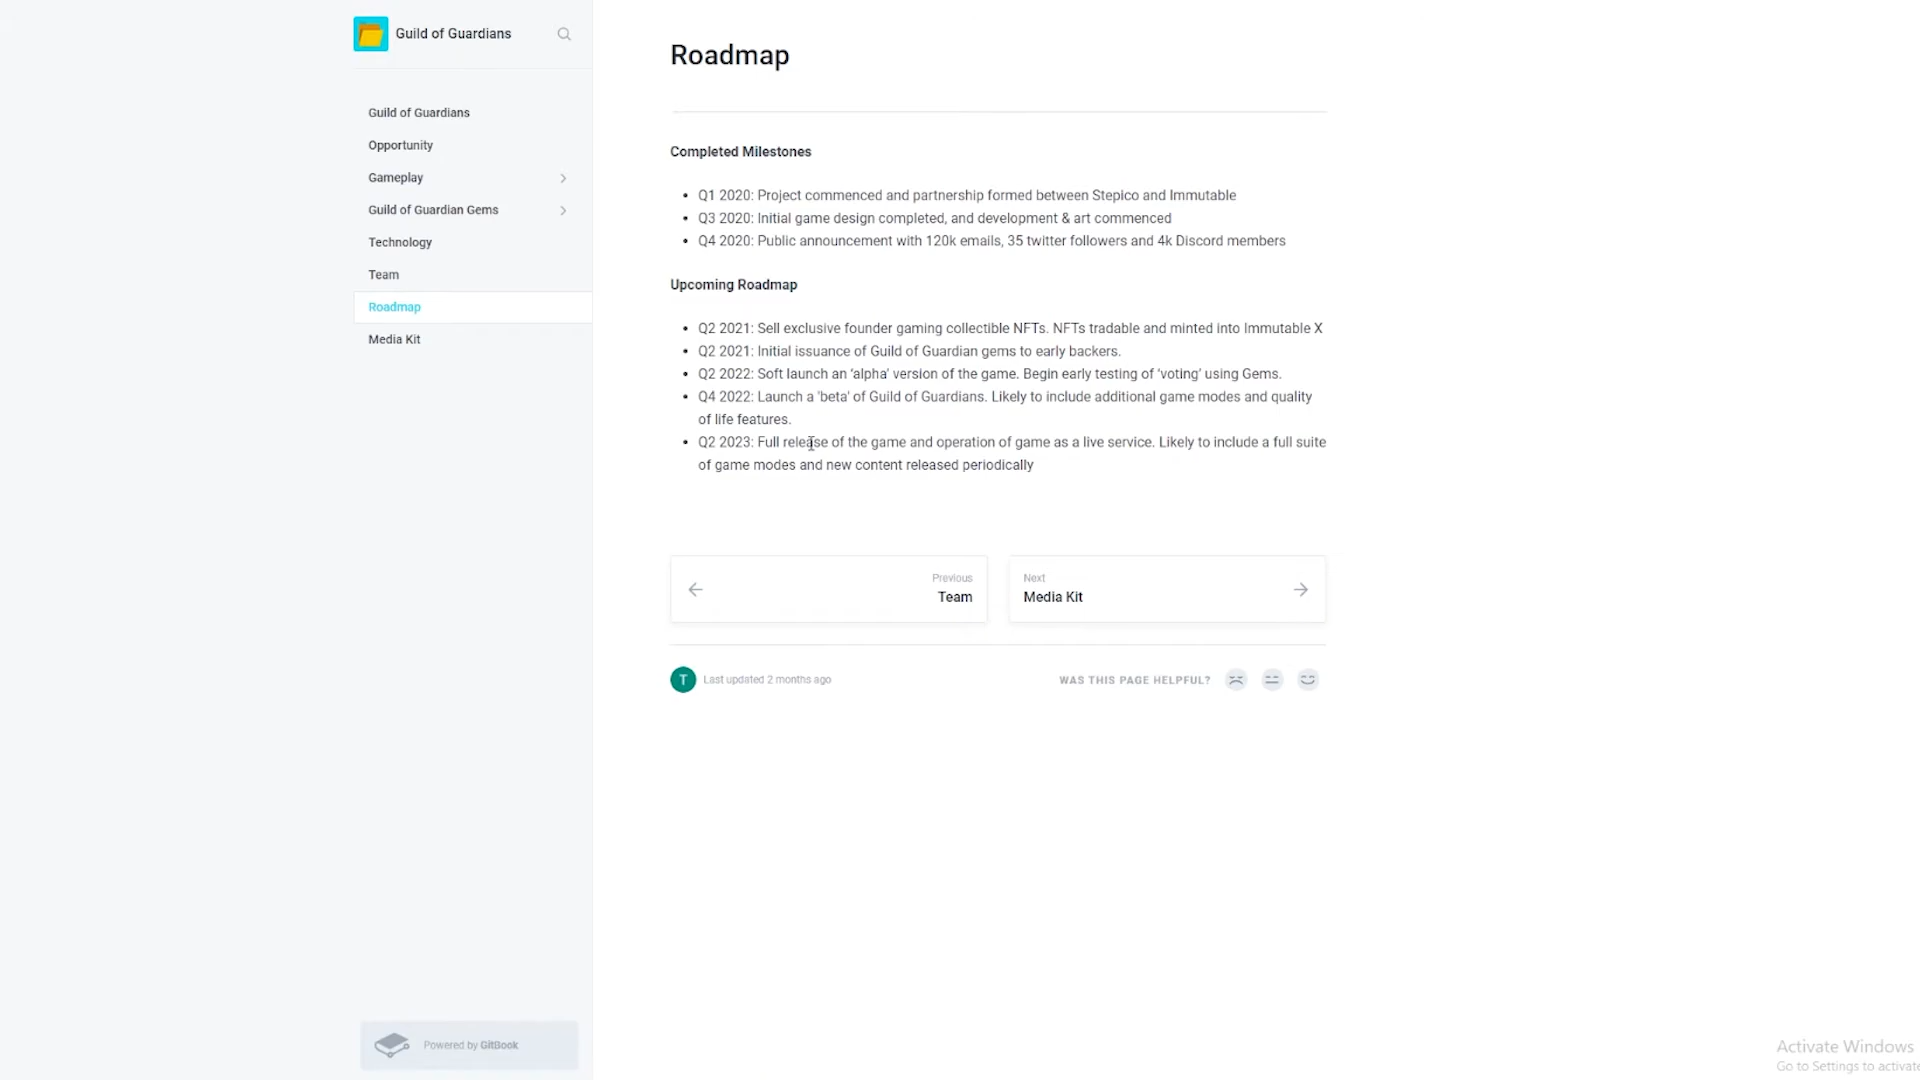 Guild of Guardians
Guild of Guardians
Opportunity
Gameplay
Guild of Guardian Gems
Technology
Team
Roadmap
Media Kit
Powered by GitBook
Roadmap
Completed Milestones
• Q1 2020: Project commenced and partnership formed between Stepico and Immutable
• Q3 2020: Initial game design completed, and development & art commenced
• Q4 2020: Public announcement with 120k emails, 35 twitter followers and 4k Discord members
Upcoming Roadmap
• Q2 2021: Sell exclusive founder gaming collectible NFTs. NFTs tradable and minted into Immutable X
• Q2 2021: Initial issuance of Guild of Guardian gems to early backers.
• Q2 2022: Soft launch an 'alpha' version of the game. Begin early testing of 'voting' using Gems.
• Q4 2022: Launch a 'beta' of Guild of Guardians. Likely to include additional game modes and quality
of life features.
• Q2 2023: Full release of the game and operation of game as a live service. Likely to include a full suite
of game modes and new content released periodically
Previous
Team
Next
Media Kit
T Last updated 2 months ago
WAS THIS PAGE HELPFUL?
Activate Windows
Go to Settings to activate